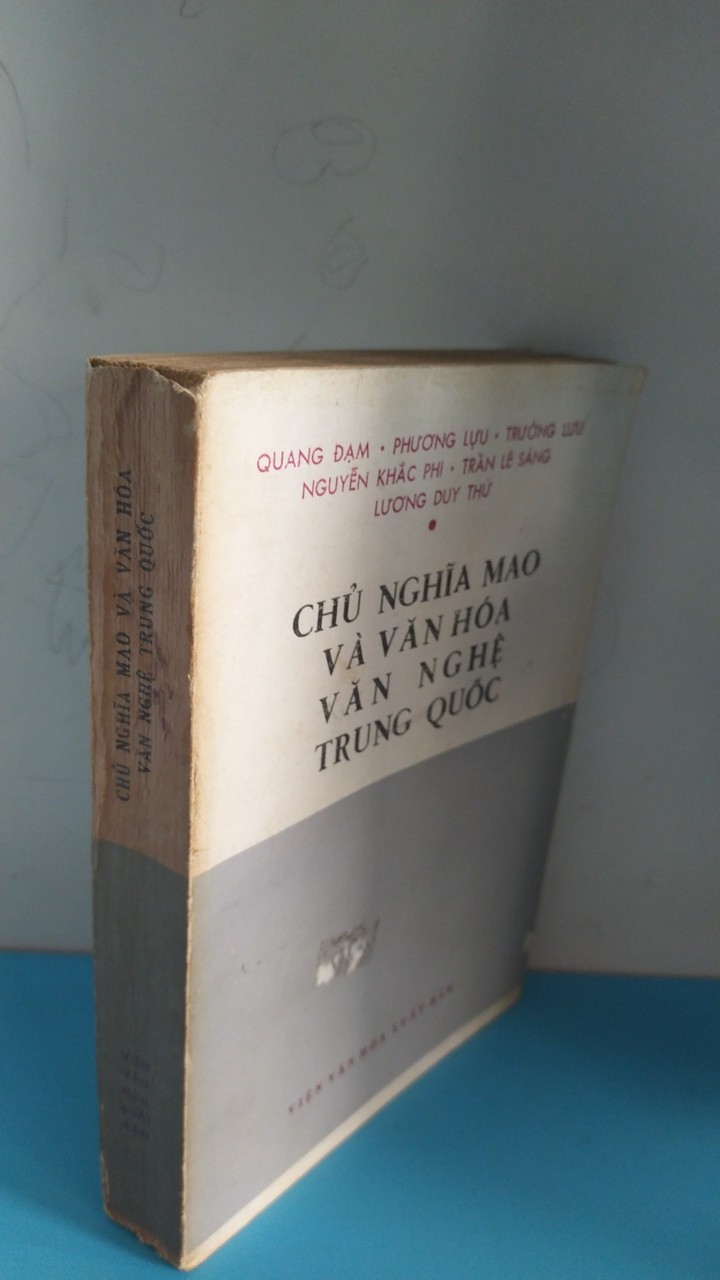 QUANG ĐẠM • PHƯƠNG LỰU • TRƯỜNG LƯU
NGUYỄN KHẮC PHI • TRẦN LÊ SÁNG
LƯƠNG DUY THỨ
CHỦ NGHĨA MAO
VÀ VĂN HÓA
VĂN NGHỆ
TRUNG QUỐC
VIỆN VĂN HÓA XUẤT BẢN
CHỦ NGHĨA MAO VÀ VĂN HÓA
VĂN NGHỆ TRUNG QUỐC